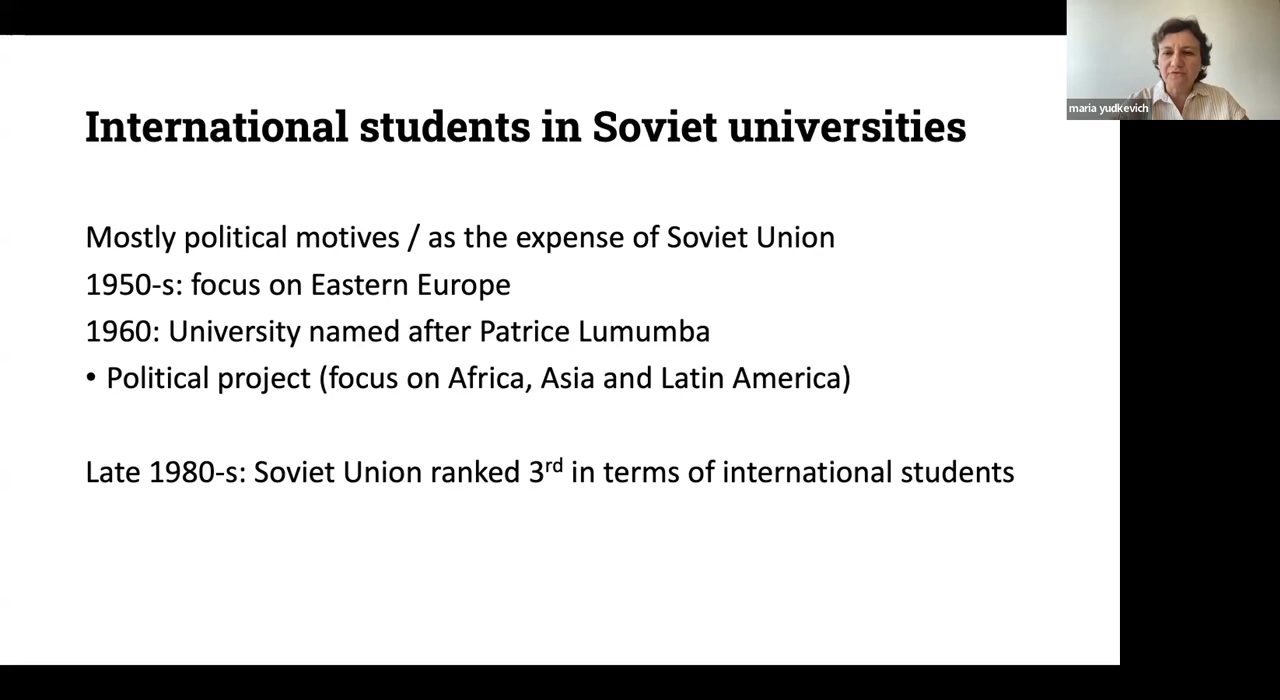 International students in Soviet universities
maria yudkevich
Mostly political motives / as the expense of Soviet Union
1950-s: focus on Eastern Europe
1960: University named after Patrice Lumumba
• Political project (focus on Africa, Asia and Latin America)
Late 1980-s: Soviet Union ranked 3rd in terms of international students